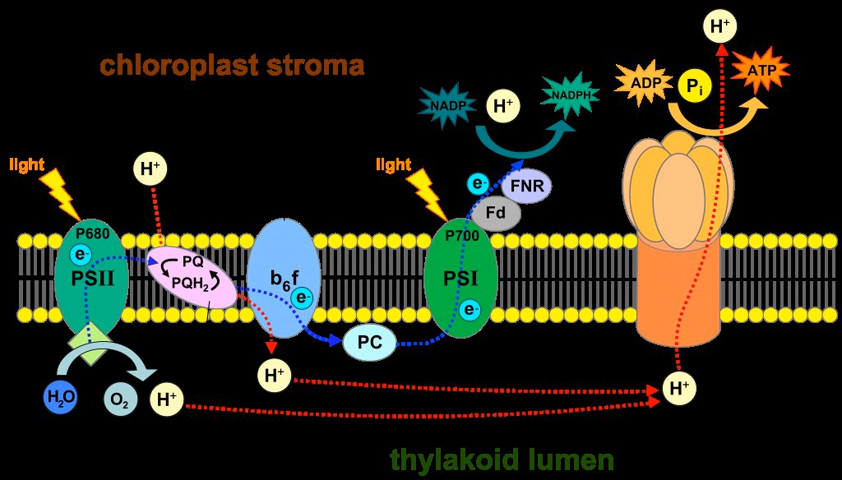 H⁺
chloroplast stroma
ADP
Pᵢ
ATP
NADP
H⁺
NADPH
light
H⁺
light
e⁻
FNR
Fd
P680
e⁻
PSII
PQ
PQH₂
b₆f
e⁻
P700
PSI
e⁻
PC
H⁺
H₂O
O₂
H⁺
H⁺
thylakoid lumen